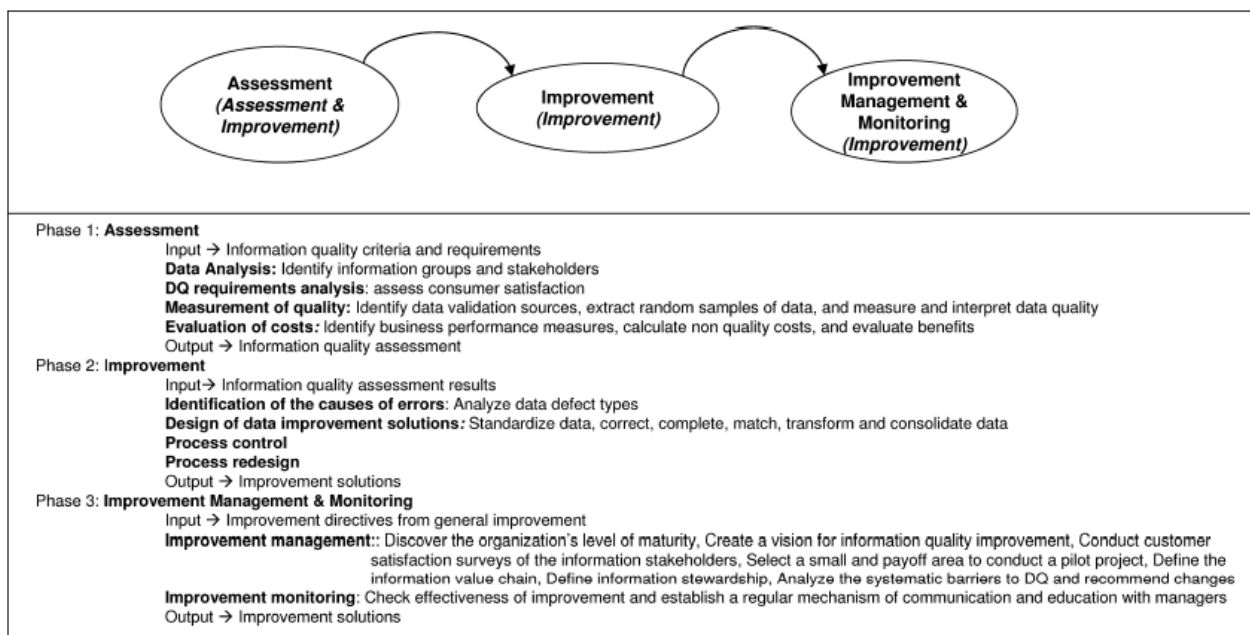 Assessment
(Assessment &
Improvement)
Improvement
(Improvement)
Improvement
Management &
Monitoring
(Improvement)
Phase 1: Assessment
Input → Information quality criteria and requirements
Data Analysis: Identify information groups and stakeholders
DQ requirements analysis: assess consumer satisfaction
Measurement of quality: Identify data validation sources, extract random samples of data, and measure and interpret data quality
Evaluation of costs: Identify business performance measures, calculate non quality costs, and evaluate benefits
Output → Information quality assessment
Phase 2: Improvement
Input→ Information quality assessment results
Identification of the causes of errors: Analyze data defect types
Design of data improvement solutions: Standardize data, correct, complete, match, transform and consolidate data
Process control
Process redesign
Output → Improvement solutions
Phase 3: Improvement Management & Monitoring
Input → Improvement directives from general improvement
Improvement management:: Discover the organization's level of maturity, Create a vision for information quality improvement, Conduct customer
satisfaction surveys of the information stakeholders, Select a small and payoff area to conduct a pilot project, Define the
information value chain, Define information stewardship, Analyze the systematic barriers to DQ and recommend changes
Improvement monitoring: Check effectiveness of improvement and establish a regular mechanism of communication and education with managers
Output → Improvement solutions